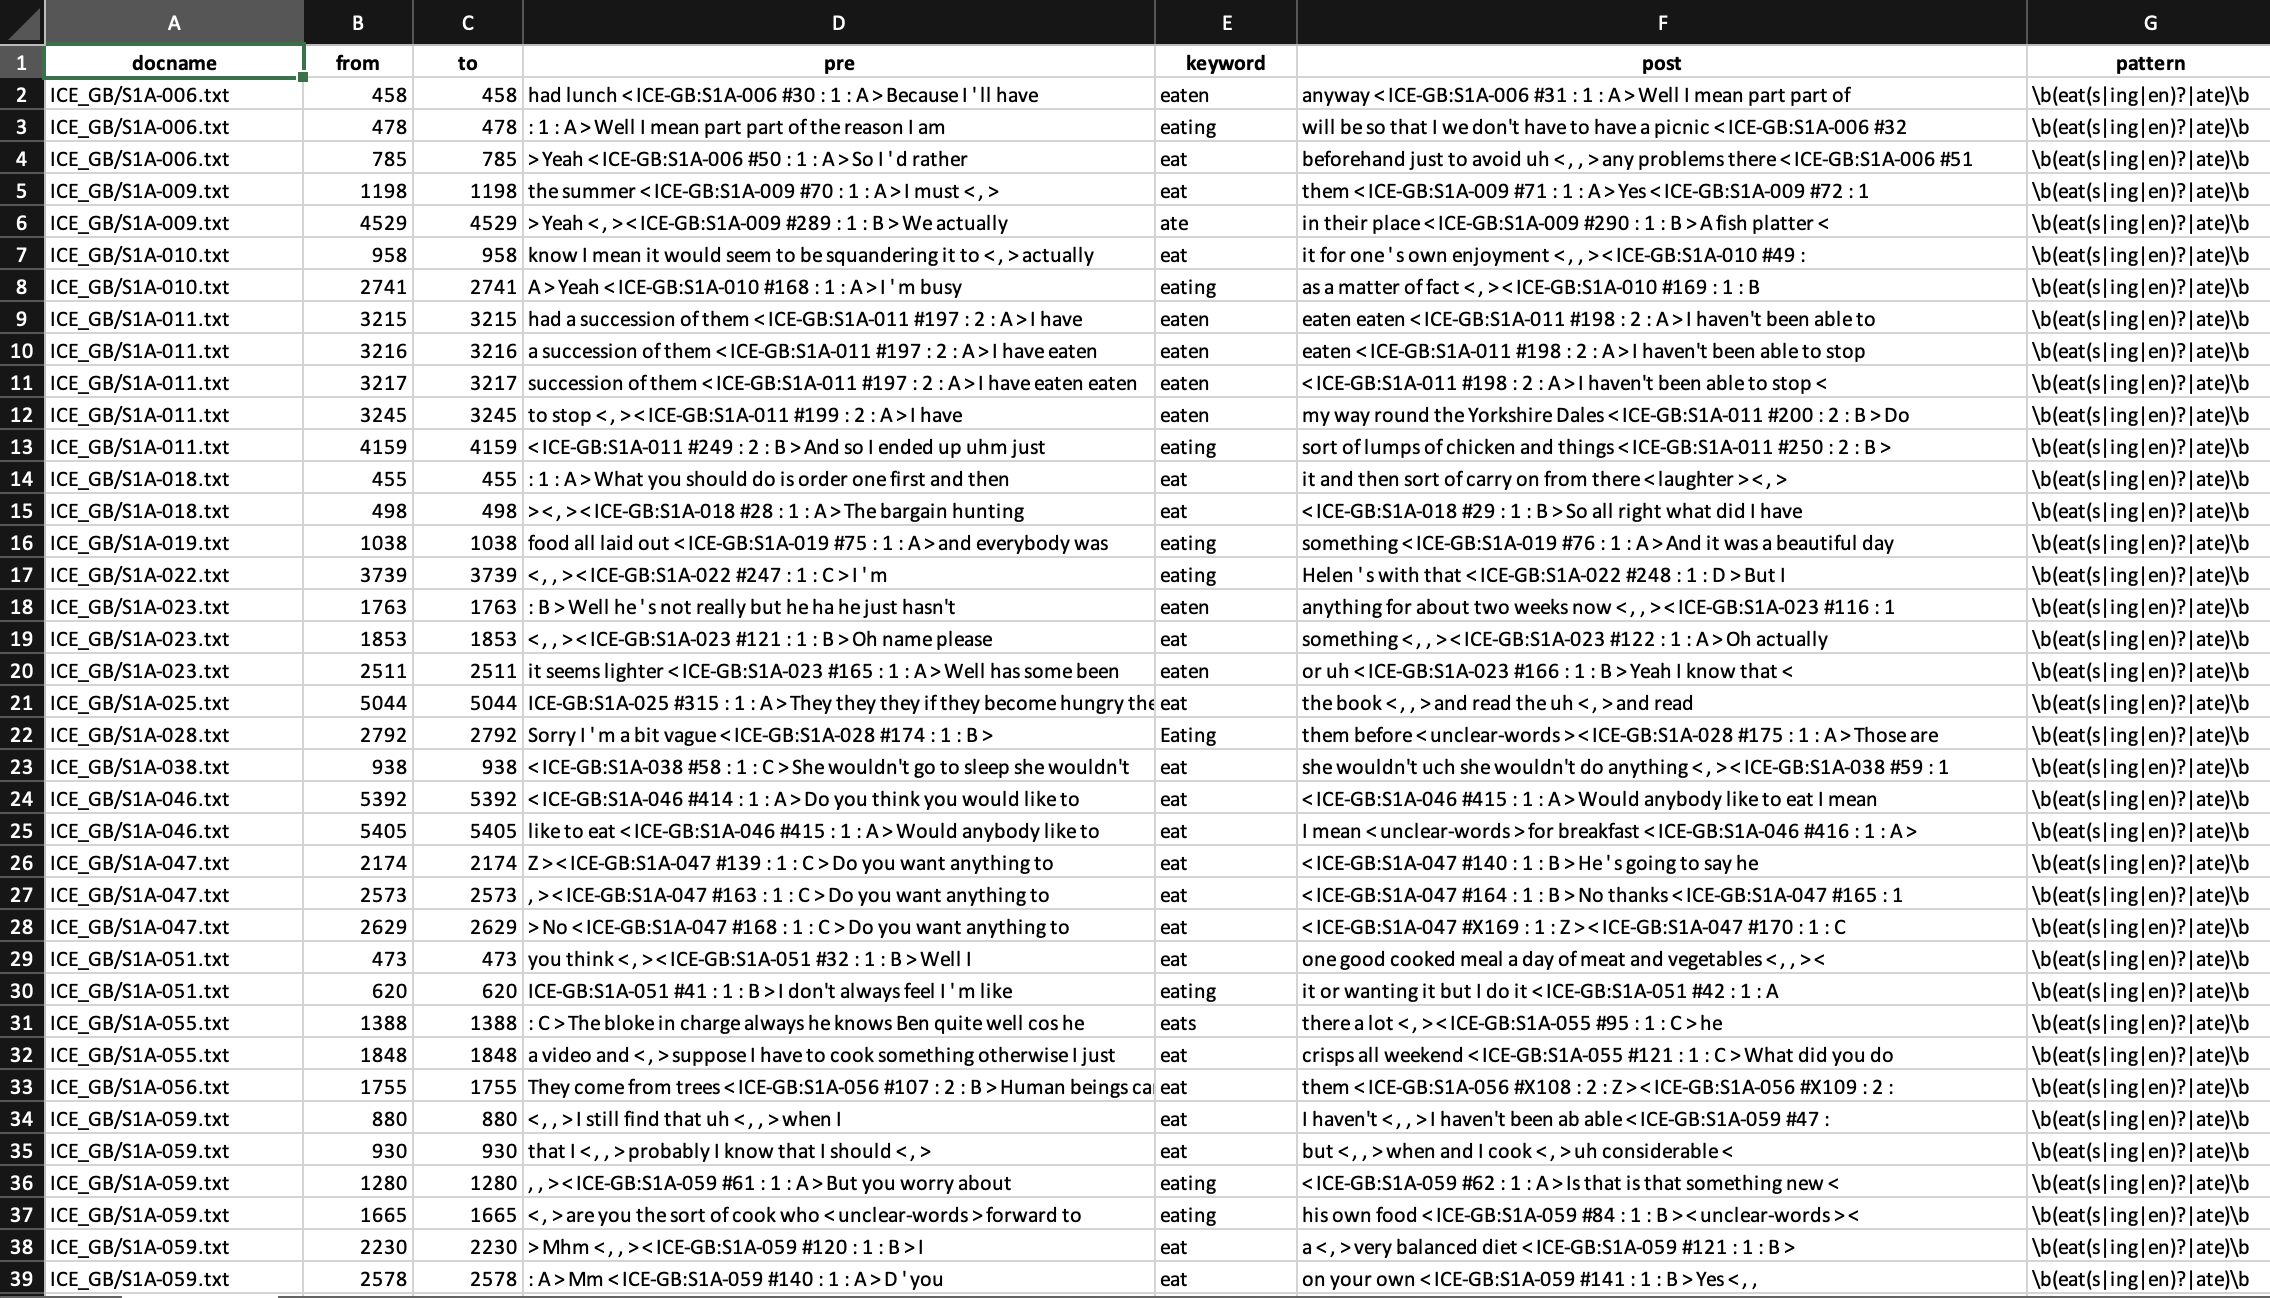 A B C D E F G
1 docname from to pre keyword post pattern
2 ICE_GB/S1A-006.txt 458 458 had lunch < ICE-GB:S1A-006 #30 : 1 : A > Because I ' ll have eaten anyway < ICE-GB:S1A-006 #31 : 1 : A > Well I mean part part of \b(eat(s|ing|en)?|ate)\b
3 ICE_GB/S1A-006.txt 478 478 : 1 : A > Well I mean part part of the reason I am eating will be so that I we don't have to have a picnic < ICE-GB:S1A-006 #32 \b(eat(s|ing|en)?|ate)\b
4 ICE_GB/S1A-006.txt 785 785 > Yeah < ICE-GB:S1A-006 #50 : 1 : A > So I ' d rather eat beforehand just to avoid uh < , , > any problems there < ICE-GB:S1A-006 #51 \b(eat(s|ing|en)?|ate)\b
5 ICE_GB/S1A-009.txt 1198 1198 the summer < ICE-GB:S1A-009 #70 : 1 : A > I must < , > eat them < ICE-GB:S1A-009 #71 : 1 : A > Yes < ICE-GB:S1A-009 #72 : 1 \b(eat(s|ing|en)?|ate)\b
6 ICE_GB/S1A-009.txt 4529 4529 > Yeah < , > < ICE-GB:S1A-009 #289 : 1 : B > We actually ate in their place < ICE-GB:S1A-009 #290 : 1 : B > A fish platter < \b(eat(s|ing|en)?|ate)\b
7 ICE_GB/S1A-010.txt 958 958 know I mean it would seem to be squandering it to < , > actually eat it for one ' s own enjoyment < , , > < ICE-GB:S1A-010 #49 : \b(eat(s|ing|en)?|ate)\b
8 ICE_GB/S1A-010.txt 2741 2741 A > Yeah < ICE-GB:S1A-010 #168 : 1 : A > I ' m busy eating as a matter of fact < , > < ICE-GB:S1A-010 #169 : 1 : B \b(eat(s|ing|en)?|ate)\b
9 ICE_GB/S1A-011.txt 3215 3215 had a succession of them < ICE-GB:S1A-011 #197 : 2 : A > I have eaten eaten eaten < ICE-GB:S1A-011 #198 : 2 : A > I haven't been able to \b(eat(s|ing|en)?|ate)\b
10 ICE_GB/S1A-011.txt 3216 3216 a succession of them < ICE-GB:S1A-011 #197 : 2 : A > I have eaten eaten eaten < ICE-GB:S1A-011 #198 : 2 : A > I haven't been able to stop \b(eat(s|ing|en)?|ate)\b
11 ICE_GB/S1A-011.txt 3217 3217 succession of them < ICE-GB:S1A-011 #197 : 2 : A > I have eaten eaten eaten < ICE-GB:S1A-011 #198 : 2 : A > I haven't been able to stop < \b(eat(s|ing|en)?|ate)\b
12 ICE_GB/S1A-011.txt 3245 3245 to stop < , > < ICE-GB:S1A-011 #199 : 2 : A > I have eaten my way round the Yorkshire Dales < ICE-GB:S1A-011 #200 : 2 : B > Do \b(eat(s|ing|en)?|ate)\b
13 ICE_GB/S1A-011.txt 4159 4159 < ICE-GB:S1A-011 #249 : 2 : B > And so I ended up uhm just eating sort of lumps of chicken and things < ICE-GB:S1A-011 #250 : 2 : B > \b(eat(s|ing|en)?|ate)\b
14 ICE_GB/S1A-018.txt 455 455 : 1 : A > What you should do is order one first and then eat it and then sort of carry on from there < laughter > < , > \b(eat(s|ing|en)?|ate)\b
15 ICE_GB/S1A-018.txt 498 498 > < , > < ICE-GB:S1A-018 #28 : 1 : A > The bargain hunting eat < ICE-GB:S1A-018 #29 : 1 : B > So all right what did I have \b(eat(s|ing|en)?|ate)\b
16 ICE_GB/S1A-019.txt 1038 1038 food all laid out < ICE-GB:S1A-019 #75 : 1 : A > and everybody was eating something < ICE-GB:S1A-019 #76 : 1 : A > And it was a beautiful day \b(eat(s|ing|en)?|ate)\b
17 ICE_GB/S1A-022.txt 3739 3739 < , , > < ICE-GB:S1A-022 #247 : 1 : C > I ' m eating Helen ' s with that < ICE-GB:S1A-022 #248 : 1 : D > But I \b(eat(s|ing|en)?|ate)\b
18 ICE_GB/S1A-023.txt 1763 1763 : B > Well he ' s not really but he ha he just hasn't eaten anything for about two weeks now < , , > < ICE-GB:S1A-023 #116 : 1 \b(eat(s|ing|en)?|ate)\b
19 ICE_GB/S1A-023.txt 1853 1853 < , , > < ICE-GB:S1A-023 #121 : 1 : B > Oh name please eat something < , , > < ICE-GB:S1A-023 #122 : 1 : A > Oh actually \b(eat(s|ing|en)?|ate)\b
20 ICE_GB/S1A-023.txt 2511 2511 it seems lighter < ICE-GB:S1A-023 #165 : 1 : A > Well has some been eaten or uh < ICE-GB:S1A-023 #166 : 1 : B > Yeah I know that < \b(eat(s|ing|en)?|ate)\b
21 ICE_GB/S1A-025.txt 5044 5044 ICE-GB:S1A-025 #315 : 1 : A > They they they if they become hungry the eat the book < , , > and read the uh < , > and read \b(eat(s|ing|en)?|ate)\b
22 ICE_GB/S1A-028.txt 2792 2792 Sorry I ' m a bit vague < ICE-GB:S1A-028 #174 : 1 : B > Eating them before < unclear-words > < ICE-GB:S1A-028 #175 : 1 : A > Those are \b(eat(s|ing|en)?|ate)\b
23 ICE_GB/S1A-038.txt 938 938 < ICE-GB:S1A-038 #58 : 1 : C > She wouldn't go to sleep she wouldn't eat she wouldn't uch she wouldn't do anything < , > < ICE-GB:S1A-038 #59 : 1 \b(eat(s|ing|en)?|ate)\b
24 ICE_GB/S1A-046.txt 5392 5392 < ICE-GB:S1A-046 #414 : 1 : A > Do you think you would like to eat < ICE-GB:S1A-046 #415 : 1 : A > Would anybody like to eat I mean \b(eat(s|ing|en)?|ate)\b
25 ICE_GB/S1A-046.txt 5405 5405 like to eat < ICE-GB:S1A-046 #415 : 1 : A > Would anybody like to eat I mean < unclear-words > for breakfast < ICE-GB:S1A-046 #416 : 1 : A > \b(eat(s|ing|en)?|ate)\b
26 ICE_GB/S1A-047.txt 2174 2174 Z > < ICE-GB:S1A-047 #139 : 1 : C > Do you want anything to eat < ICE-GB:S1A-047 #140 : 1 : B > He ' s going to say he \b(eat(s|ing|en)?|ate)\b
27 ICE_GB/S1A-047.txt 2573 2573 , > < ICE-GB:S1A-047 #163 : 1 : C > Do you want anything to eat < ICE-GB:S1A-047 #164 : 1 : B > No thanks < ICE-GB:S1A-047 #165 : 1 \b(eat(s|ing|en)?|ate)\b
28 ICE_GB/S1A-047.txt 2629 2629 > No < ICE-GB:S1A-047 #168 : 1 : C > Do you want anything to eat < ICE-GB:S1A-047 #X169 : 1 : Z > < ICE-GB:S1A-047 #170 : 1 : C \b(eat(s|ing|en)?|ate)\b
29 ICE_GB/S1A-051.txt 473 473 you think < , > < ICE-GB:S1A-051 #32 : 1 : B > Well I eat one good cooked meal a day of meat and vegetables < , , > < \b(eat(s|ing|en)?|ate)\b
30 ICE_GB/S1A-051.txt 620 620 ICE-GB:S1A-051 #41 : 1 : B > I don't always feel I ' m like eating it or wanting it but I do it < ICE-GB:S1A-051 #42 : 1 : A \b(eat(s|ing|en)?|ate)\b
31 ICE_GB/S1A-055.txt 1388 1388 : C > The bloke in charge always he knows Ben quite well cos he eats there a lot < , > < ICE-GB:S1A-055 #95 : 1 : C > he \b(eat(s|ing|en)?|ate)\b
32 ICE_GB/S1A-055.txt 1848 1848 a video and < , > suppose I have to cook something otherwise I just eat crisps all weekend < ICE-GB:S1A-055 #121 : 1 : C > What did you do \b(eat(s|ing|en)?|ate)\b
33 ICE_GB/S1A-056.txt 1755 1755 They come from trees < ICE-GB:S1A-056 #107 : 2 : B > Human beings ca eat them < ICE-GB:S1A-056 #X108 : 2 : Z > < ICE-GB:S1A-056 #X109 : 2 : \b(eat(s|ing|en)?|ate)\b
34 ICE_GB/S1A-059.txt 880 880 < , , > I still find that uh < , , > when I eat I haven't < , , > I haven't been ab able < ICE-GB:S1A-059 #47 : \b(eat(s|ing|en)?|ate)\b
35 ICE_GB/S1A-059.txt 930 930 that I < , , > probably I know that I should < , > eat but < , , > when and I cook < , > uh considerable < \b(eat(s|ing|en)?|ate)\b
36 ICE_GB/S1A-059.txt 1280 1280 , , > < ICE-GB:S1A-059 #61 : 1 : A > But you worry about eating < ICE-GB:S1A-059 #62 : 1 : A > Is that is that something new < \b(eat(s|ing|en)?|ate)\b
37 ICE_GB/S1A-059.txt 1665 1665 < , > are you the sort of cook who < unclear-words > forward to eating his own food < ICE-GB:S1A-059 #84 : 1 : B > < unclear-words > < \b(eat(s|ing|en)?|ate)\b
38 ICE_GB/S1A-059.txt 2230 2230 > Mhm < , , > < ICE-GB:S1A-059 #120 : 1 : B > I eat a < , > very balanced diet < ICE-GB:S1A-059 #121 : 1 : B > \b(eat(s|ing|en)?|ate)\b
39 ICE_GB/S1A-059.txt 2578 2578 : A > Mm < ICE-GB:S1A-059 #140 : 1 : A > D ' you eat on your own < ICE-GB:S1A-059 #141 : 1 : B > Yes < , , \b(eat(s|ing|en)?|ate)\b